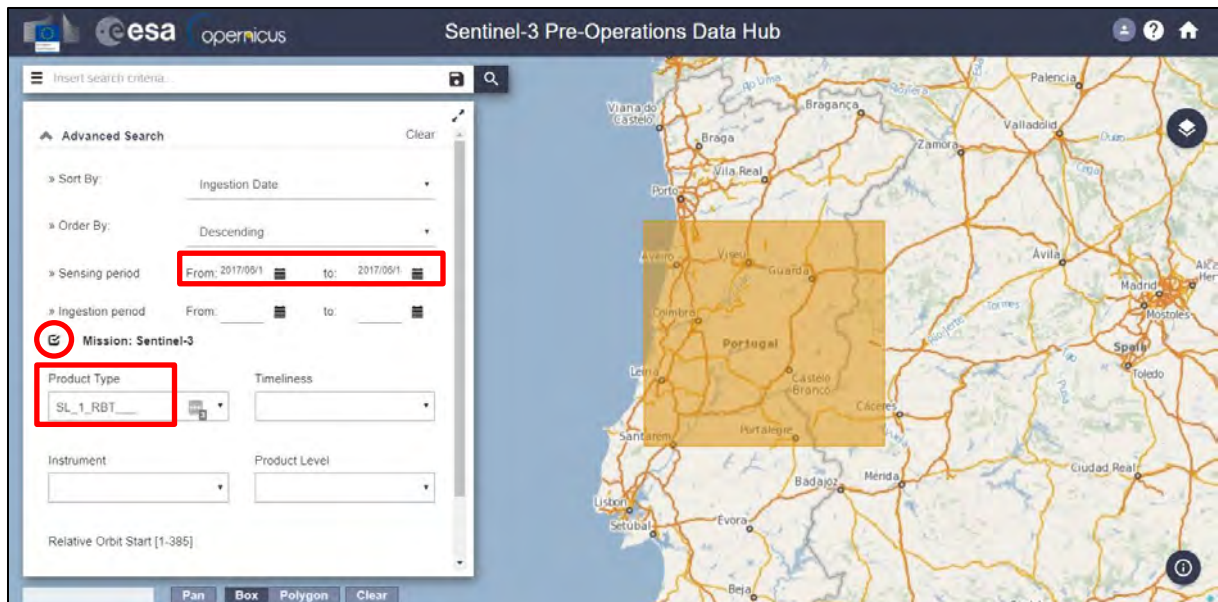 esa opernicus Sentinel-3 Pre-Operations Data Hub
Insert search criteria...
Advanced Search Clear
» Sort By: Ingestion Date
» Order By: Descending
» Sensing period From: 2017/06/1 to: 2017/06/1
» Ingestion period From: to:
Mission: Sentinel-3
Product Type Timeliness
SL_1_RBT___
Instrument Product Level
Relative Orbit Start [1-385]
Pan Box Polygon Clear
Palencia
Viana do
Castelo
Bragança
Braga
Valladolid
Duero
Zamora
Vila Real
Porto
Aveiro
Viseu
Guarda
Ávila
Madrid
Mostoles
Coimbra
Tormes
Portugal
Spain
Toledo
Leiria
Castelo
Branco
Cáceres
Santarém
Portalegre
Ciudad Real
Badajoz
Mérida
Lisbon
Setúbal
Évora
Beja